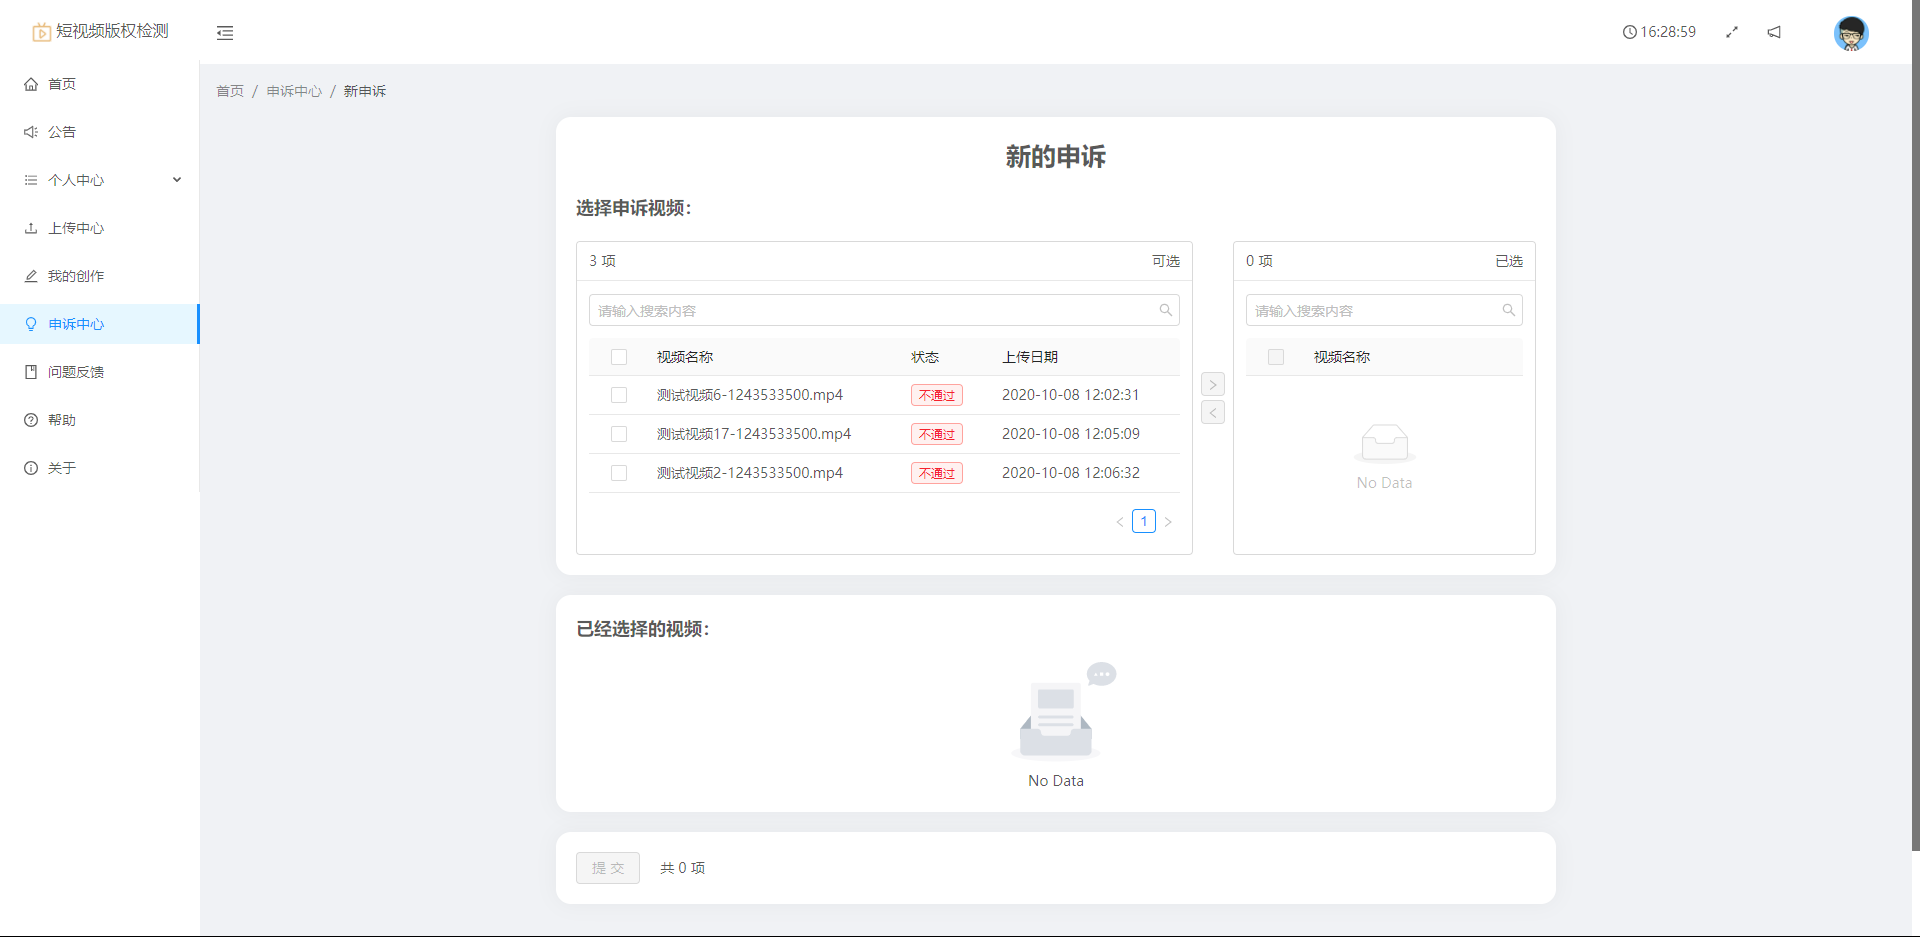 短视频版权检测
16:28:59
首页
公告
个人中心
上传中心
我的创作
申诉中心
问题反馈
帮助
关于
首页 / 申诉中心 / 新申诉
新的申诉
选择申诉视频：
3 项 可选
请输入搜索内容
视频名称 状态 上传日期
测试视频6-1243533500.mp4 不通过 2020-10-08 12:02:31
测试视频17-1243533500.mp4 不通过 2020-10-08 12:05:09
测试视频2-1243533500.mp4 不通过 2020-10-08 12:06:32
< 1 >
>
<
0 项 已选
请输入搜索内容
视频名称
No Data
已经选择的视频：
No Data
提 交 共 0 项